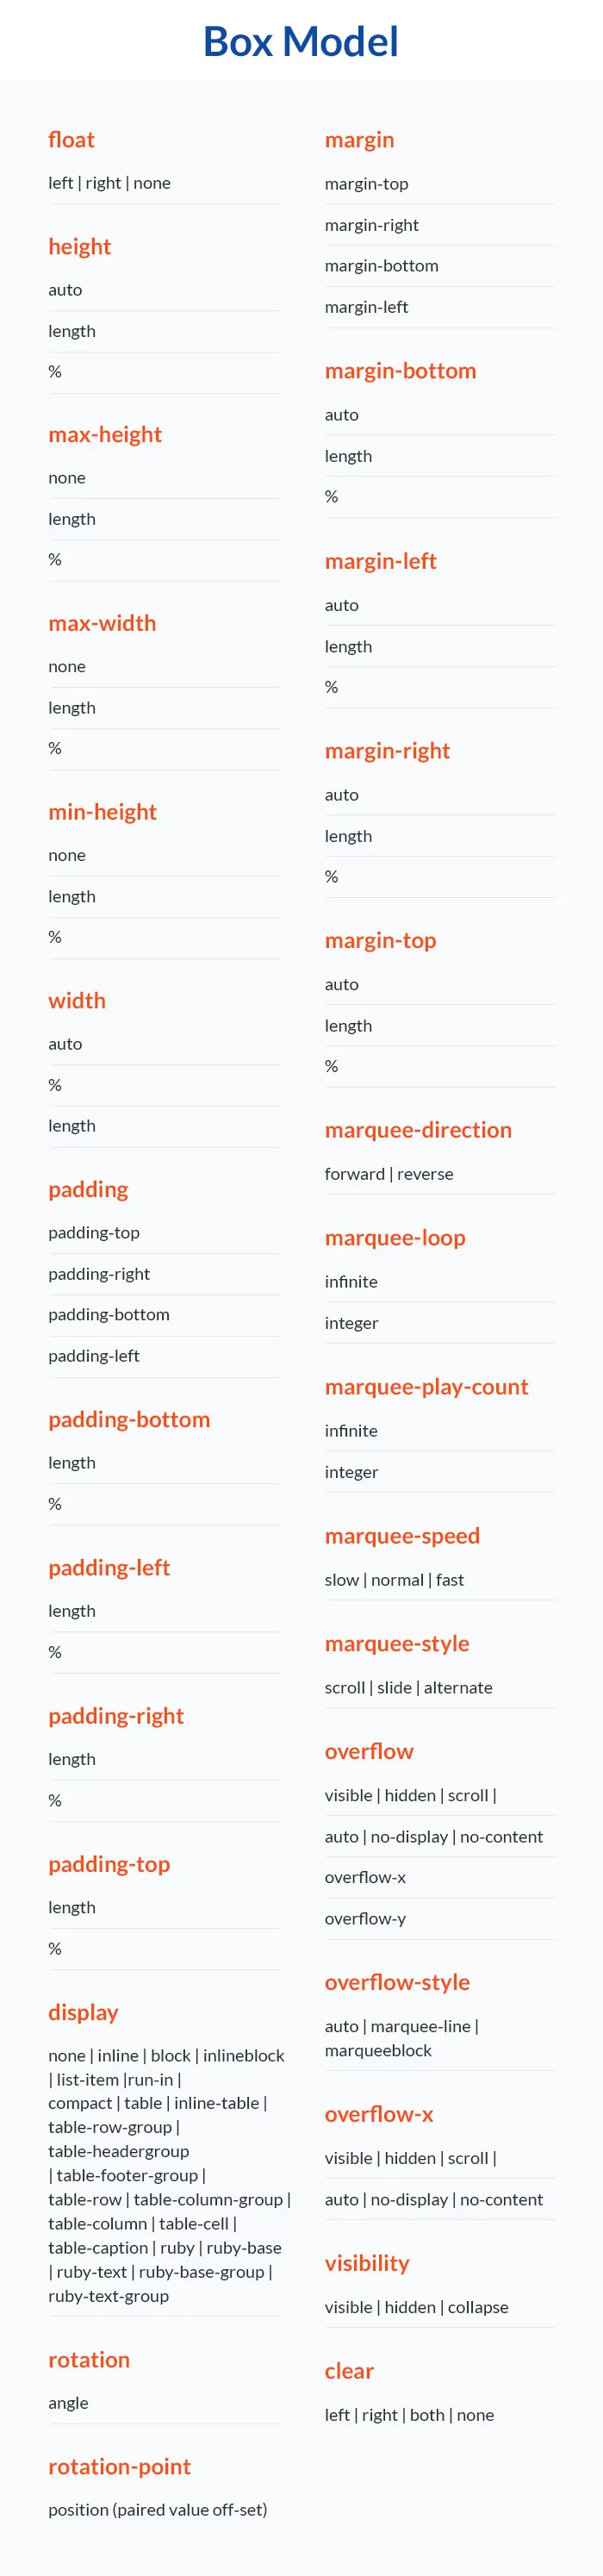 Box Model
float
left | right | none
height
auto
length
%
max-height
none
length
%
max-width
none
length
%
min-height
none
length
%
width
auto
%
length
padding
padding-top
padding-right
padding-bottom
padding-left
padding-bottom
length
%
padding-left
length
%
padding-right
length
%
padding-top
length
%
display
none | inline | block | inlineblock
| list-item |run-in |
compact | table | inline-table |
table-row-group |
table-headergroup
| table-footer-group |
table-row | table-column-group |
table-column | table-cell |
table-caption | ruby | ruby-base
| ruby-text | ruby-base-group |
ruby-text-group
rotation
angle
rotation-point
position (paired value off-set)
margin
margin-top
margin-right
margin-bottom
margin-left
margin-bottom
auto
length
%
margin-left
auto
length
%
margin-right
auto
length
%
margin-top
auto
length
%
marquee-direction
forward | reverse
marquee-loop
infinite
integer
marquee-play-count
infinite
integer
marquee-speed
slow | normal | fast
marquee-style
scroll | slide | alternate
overflow
visible | hidden | scroll |
auto | no-display | no-content
overflow-x
overflow-y
overflow-style
auto | marquee-line |
marqueeblock
overflow-x
visible | hidden | scroll |
auto | no-display | no-content
visibility
visible | hidden | collapse
clear
left | right | both | none